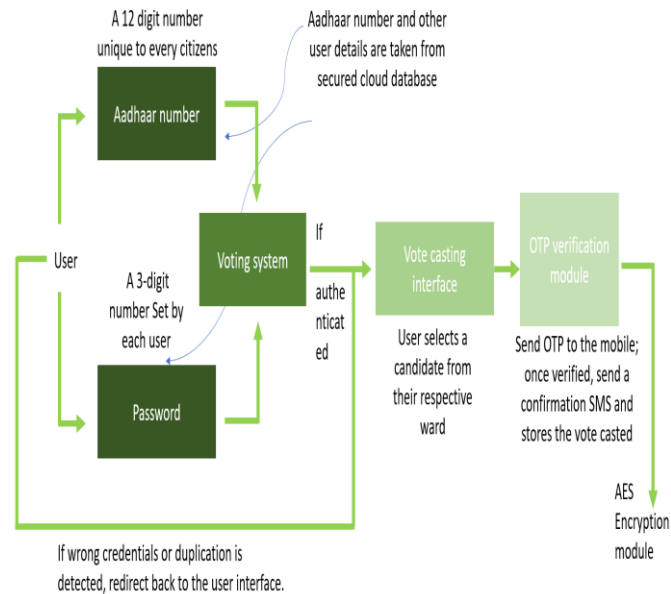 A 12 digit number
unique to every citizens
Aadhaar number and other
user details are taken from
secured cloud database
Aadhaar number
User
A 3-digit
number Set by
each user
Password
Voting system
If
authe
nticat
ed
Vote casting
interface
User selects a
candidate from
their respective
ward
OTP verification
module
Send OTP to the mobile;
once verified, send a
confirmation SMS and
stores the vote casted
AES
Encryption
module
If wrong credentials or duplication is
detected, redirect back to the user interface.